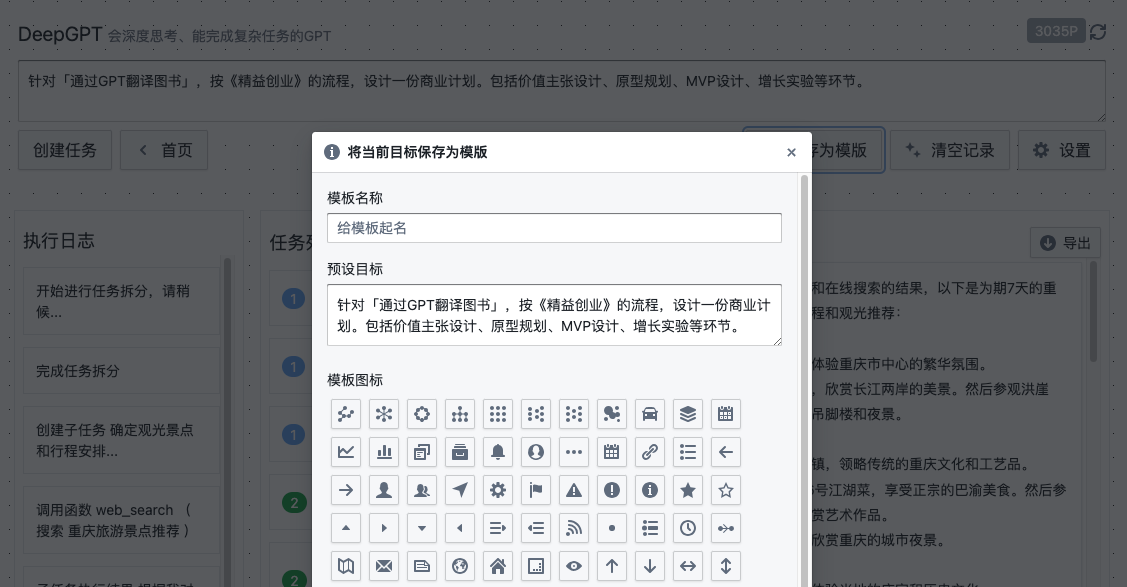 DeepGPT 会深度思考、能完成复杂任务的GPT
3035P
针对「通过GPT翻译图书」，按《精益创业》的流程，设计一份商业计划。包括价值主张设计、原型规划、MVP设计、增长实验等环节。
创建任务
首页
为模版
清空记录
设置
将当前目标保存为模版
模板名称
给模板起名
预设目标
针对「通过GPT翻译图书」，按《精益创业》的流程，设计一份商业计
划。包括价值主张设计、原型规划、MVP设计、增长实验等环节。
模板图标
执行日志
开始进行任务拆分，请稍
候...
完成任务拆分
创建子任务 确定观光景点
和行程安排...
调用函数 web_search （
搜索 重庆旅游景点推荐 ）
任务
1
1
1
2
2
导出
和在线搜索的结果，以下是为期7天的重
程和观光推荐：
体验重庆市中心的繁华氛围。
，欣赏长江两岸的美景。然后参观洪崖
吊脚楼和夜景。
镇，领略传统的重庆文化和工艺品。
号江湖菜，享受正宗的巴渝美食。然后参
赏艺术作品。
欣赏重庆的城市夜景。